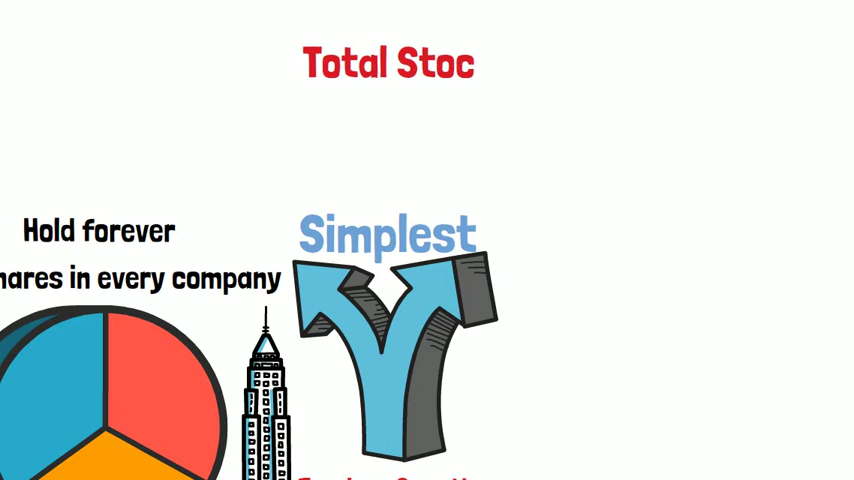 Total Stoc
Hold forever
hares in every company
Simplest